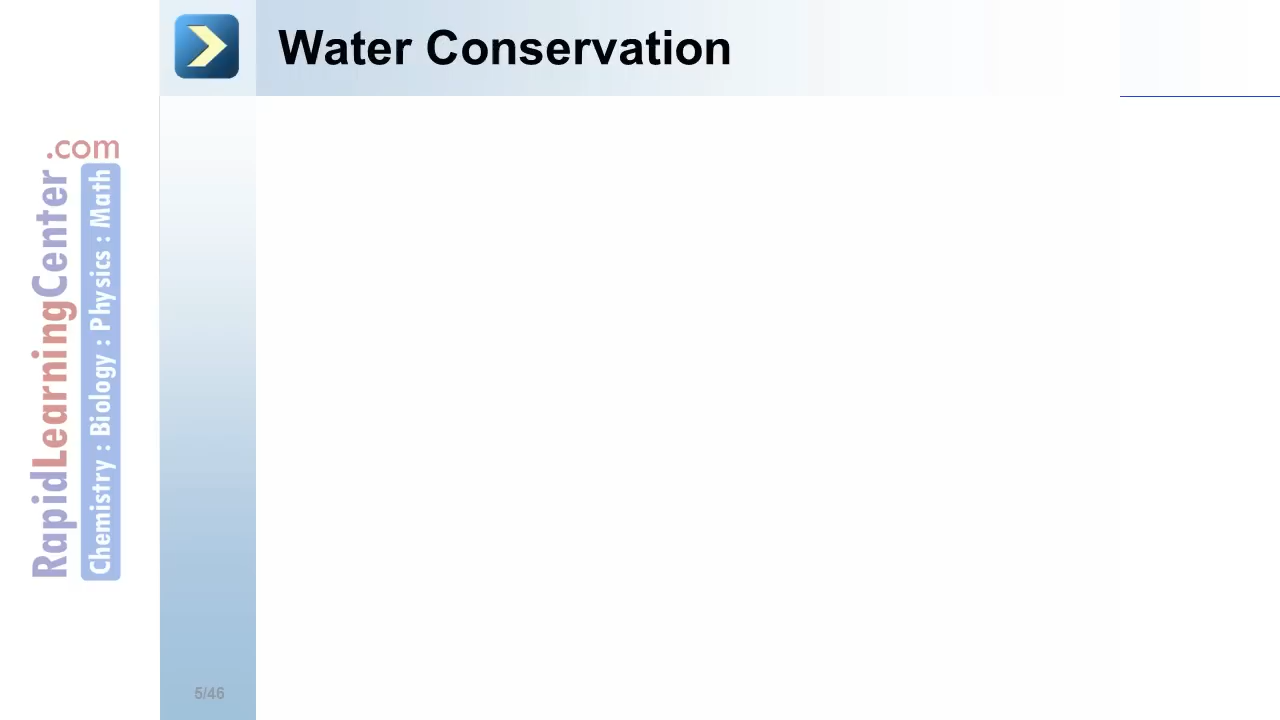 Water Conservation
.com
RapidLearningCenter
Chemistry : Biology : Physics : Math
5/46